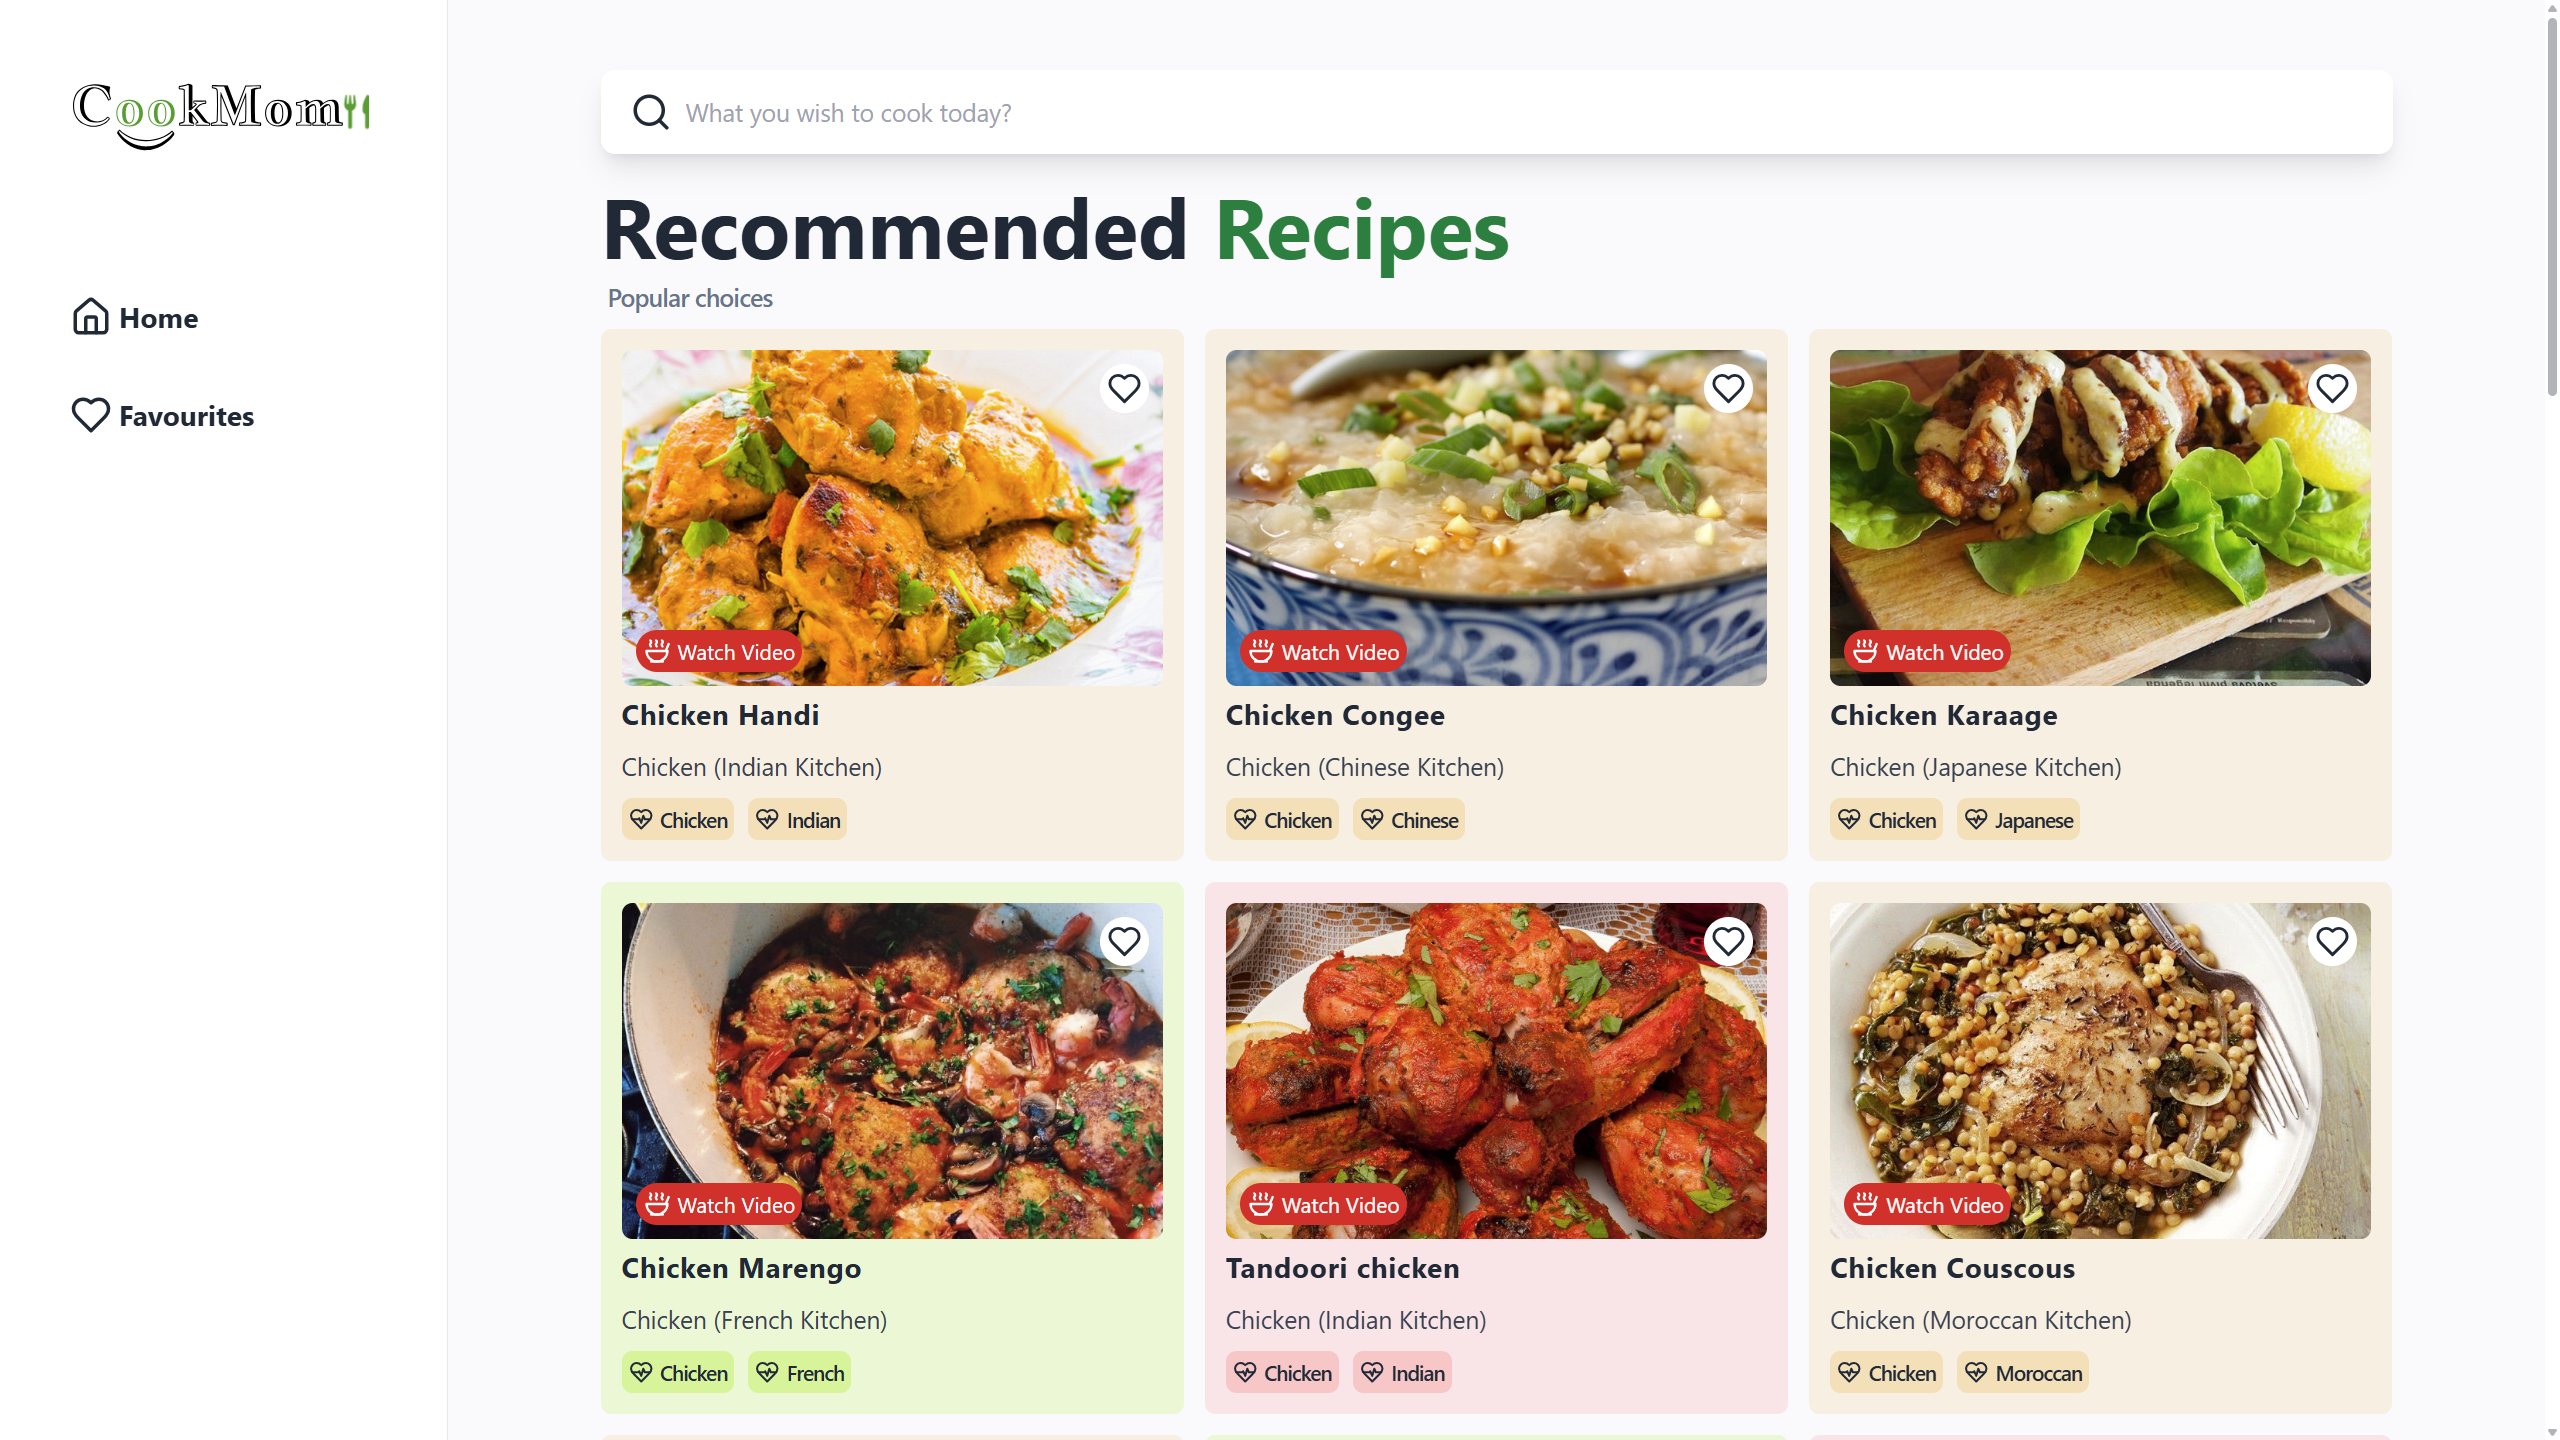 CookMom
Home
Favourites
What you wish to cook today?
Recommended Recipes
Popular choices
Watch Video
Chicken Handi
Chicken (Indian Kitchen)
Chicken
Indian
Watch Video
Chicken Congee
Chicken (Chinese Kitchen)
Chicken
Chinese
Watch Video
Chicken Karaage
Chicken (Japanese Kitchen)
Chicken
Japanese
Watch Video
Chicken Marengo
Chicken (French Kitchen)
Chicken
French
Watch Video
Tandoori chicken
Chicken (Indian Kitchen)
Chicken
Indian
Watch Video
Chicken Couscous
Chicken (Moroccan Kitchen)
Chicken
Moroccan